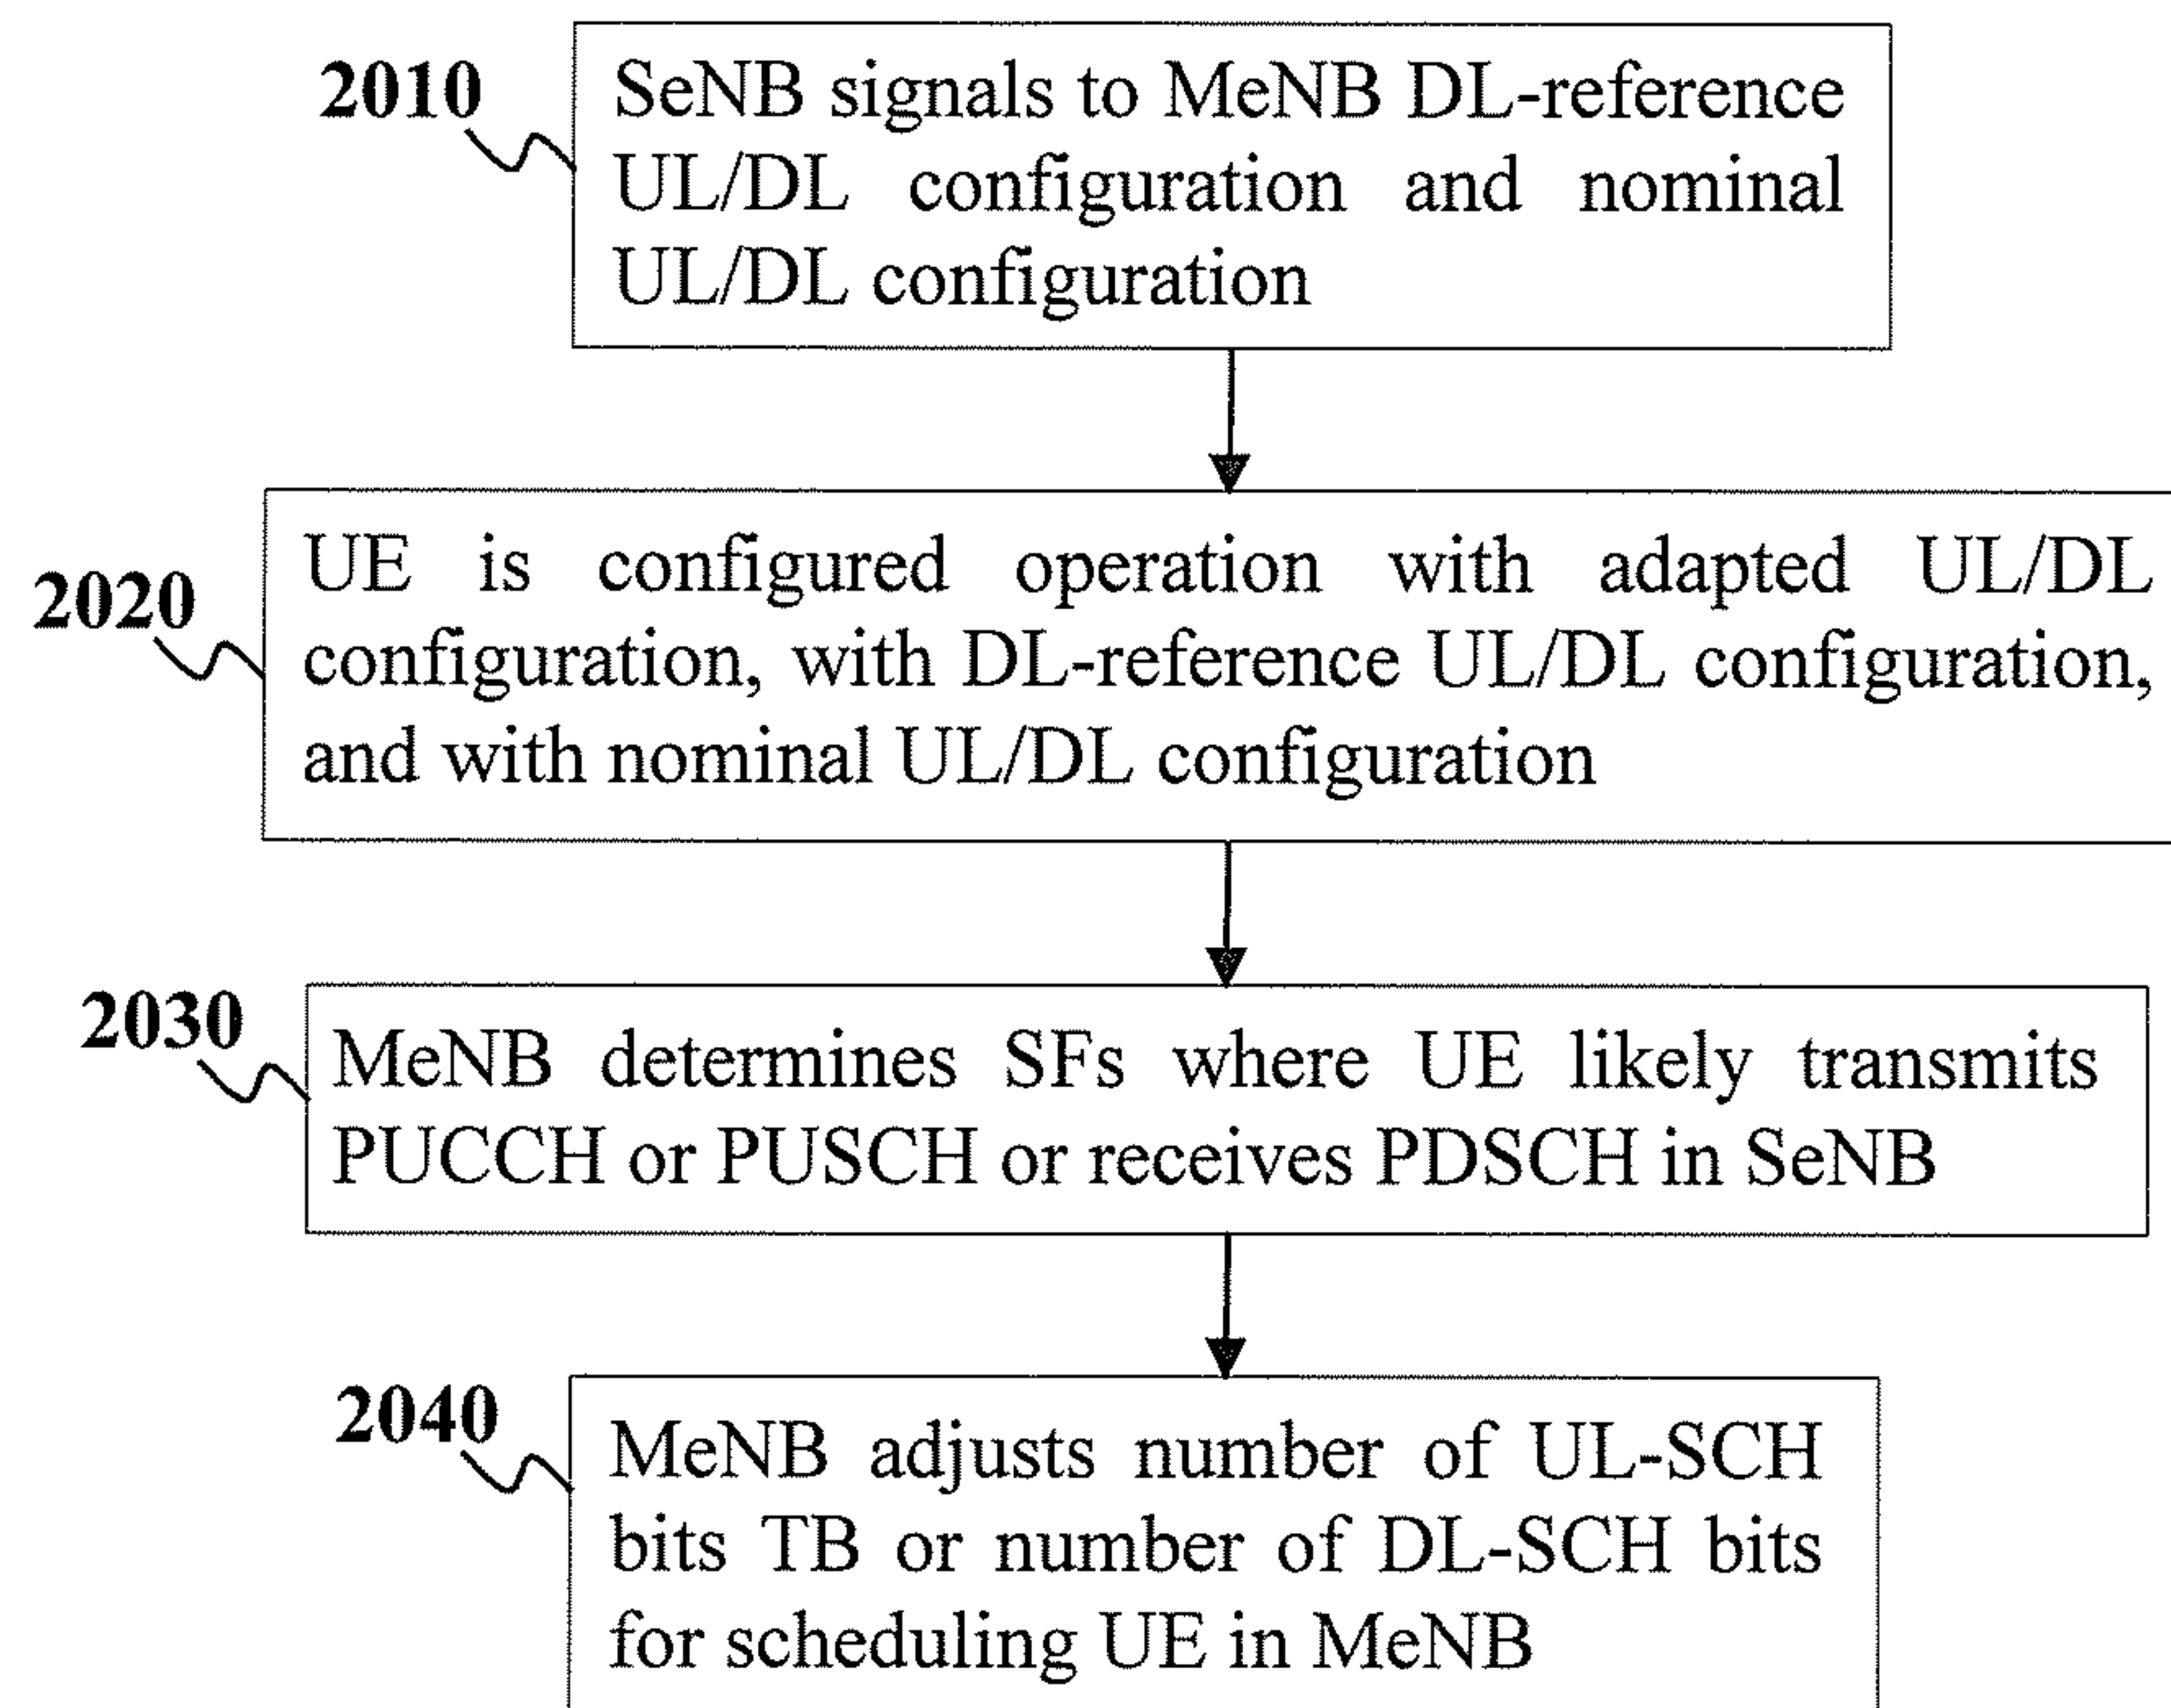 2010
SeNB signals to MeNB DL-reference
UL/DL configuration and nominal
UL/DL configuration
2020
UE is configured operation with adapted UL/DL
configuration, with DL-reference UL/DL configuration,
and with nominal UL/DL configuration
2030
MeNB determines SFs where UE likely transmits
PUCCH or PUSCH or receives PDSCH in SeNB
2040
MeNB adjusts number of UL-SCH
bits TB or number of DL-SCH bits
for scheduling UE in MeNB